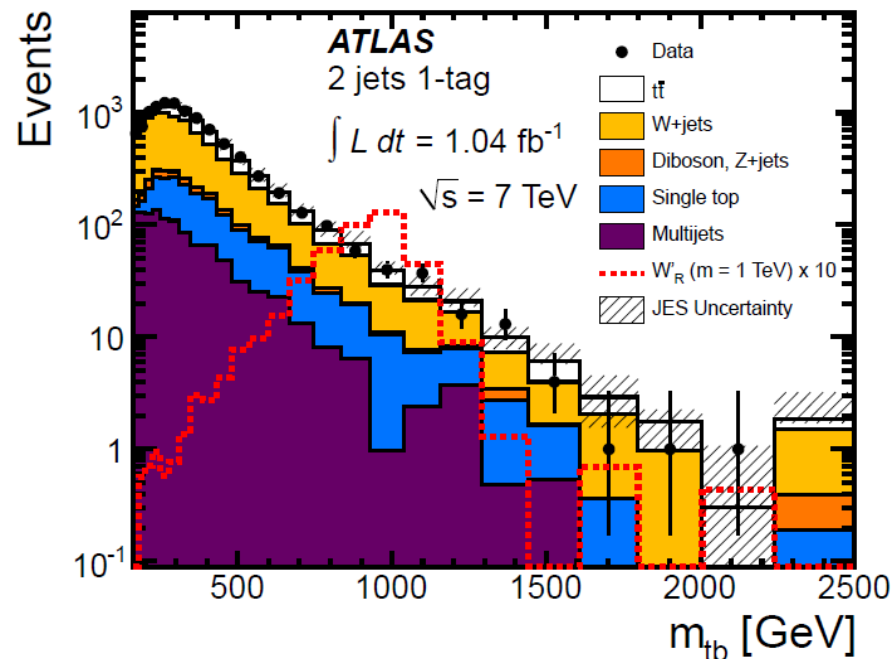 Events
10³
10²
10
1
10⁻¹
ATLAS
2 jets 1-tag
∫ L dt = 1.04 fb⁻¹
√s = 7 TeV
Data
tt̄
W+jets
Diboson, Z+jets
Single top
Multijets
W'_R (m = 1 TeV) x 10
JES Uncertainty
500 1000 1500 2000 2500
m_tb [GeV]